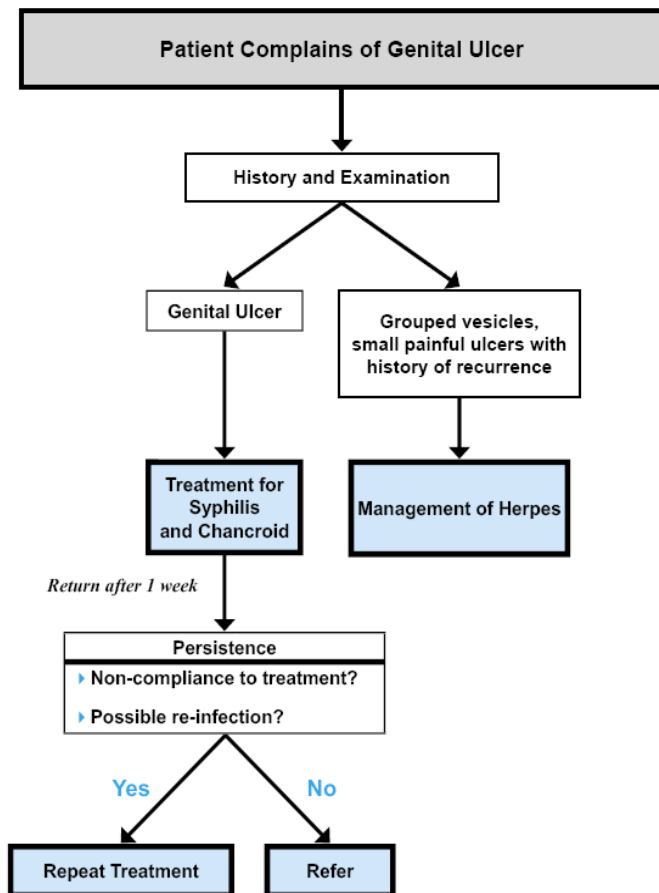 Patient Complains of Genital Ulcer
History and Examination
Genital Ulcer
Grouped vesicles,
small painful ulcers with
history of recurrence
Treatment for
Syphilis
and Chancroid
Management of Herpes
Return after 1 week
Persistence
Non-compliance to treatment?
Possible re-infection?
Yes
No
Repeat Treatment
Refer